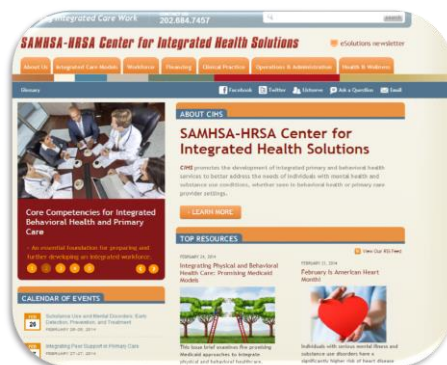 Integrated Care Work
202.684.7457
SAMHSA-HRSA Center for Integrated Health Solutions
eSolutions newsletter
About Us
Integrated Care Models
Workforce
Financing
Clinical Practice
Operations & Administration
Health & Wellness
Glossary
Facebook
Twitter
Listservs
Ask a Question
Email
Core Competencies for Integrated
Behavioral Health and Primary
Care
- An essential foundation for preparing and
further developing an integrated workforce.
1 2 3 4 5
CALENDAR OF EVENTS
26
Substance Use and Mental Disorders: Early
Detection, Prevention, and Treatment
FEBRUARY
Integrating Peer Support in Primary Care
FEBRUARY
ABOUT CIHS
SAMHSA-HRSA Center for
Integrated Health Solutions
CIHS promotes the development of integrated primary and behavioral health
services to better address the needs of individuals with mental health and
substance use conditions, whether seen in behavioral health or primary care
provider settings.
LEARN MORE
TOP RESOURCES
View Our RSS Feed
Integrating Physical and Behavioral
Health Care: Promising Medicaid
Models
This issue brief examines five promising
Medicaid approaches to integrate
physical and behavioral healthcare.
February Is American Heart
Month!
Individuals with serious mental illness and
substance use disorders have a
significantly higher risk of heart disease